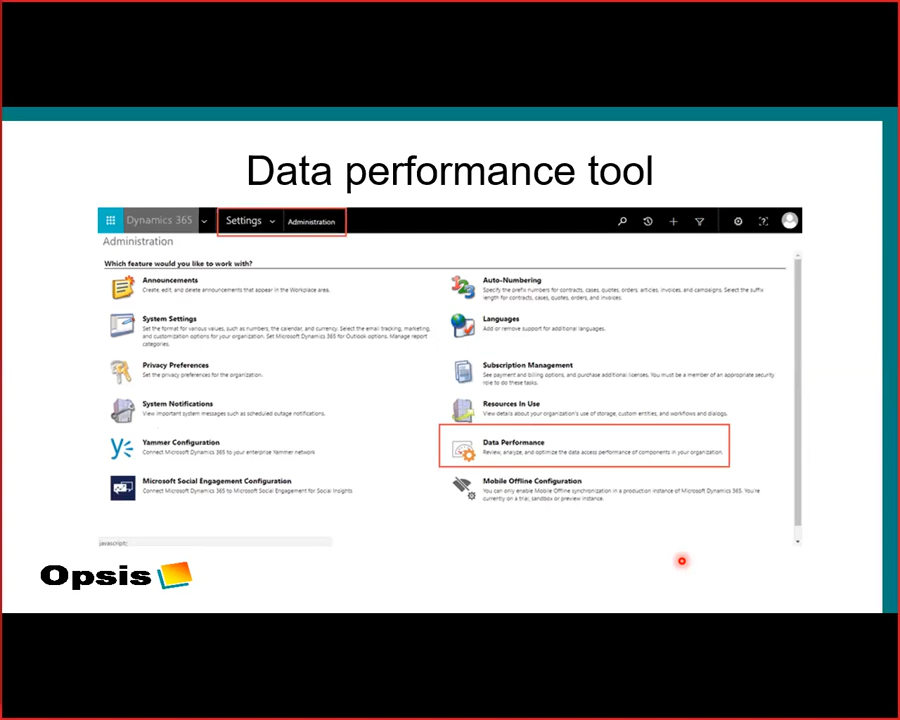 Data performance tool
Dynamics 365 Settings Administration
Administration
Which feature would you like to work with?
Announcements
Create, edit, and delete announcements that appear in the Workplace area.
System Settings
Set the format for various values, such as numbers, the calendar, and currency. Select the email tracking, marketing,
and customization options for your organization. Set Microsoft Dynamics 365 for Outlook options. Manage report
categories.
Privacy Preferences
Set the privacy preferences for the organization.
System Notifications
View important system messages such as scheduled outage notifications.
Yammer Configuration
Connect Microsoft Dynamics 365 to your enterprise Yammer network
Microsoft Social Engagement Configuration
Connect Microsoft Dynamics 365 to Microsoft Social Engagement for Social Insights
Auto-Numbering
Specify the prefix numbers for contracts, cases, quotes, orders, articles, invoices, and campaigns. Select the suffix
length for contracts, cases, quotes, orders, and invoices.
Languages
Add or remove support for additional languages.
Subscription Management
See payment and billing options, and purchase additional licenses. You must be a member of an appropriate security
role to do these tasks.
Resources In Use
View details about your organization's use of storage, custom entities, and workflows and dialogs.
Data Performance
Review, analyze, and optimize the data access performance of components in your organization.
Mobile Offline Configuration
You can only enable Mobile Offline synchronization in a production instance of Microsoft Dynamics 365. You're
currently on a trial, sandbox or preview instance.
javascript:;
Opsis